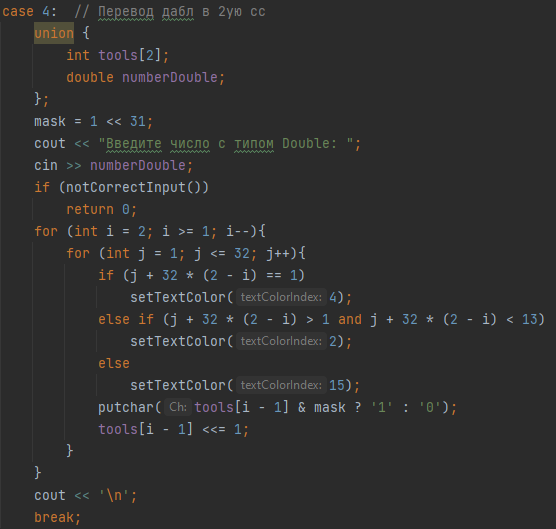 case 4:  // Перевод дабл в 2ую сс
    union {
        int tools[2];
        double numberDouble;
    };
    mask = 1 << 31;
    cout << "Введите число с типом Double: ";
    cin >> numberDouble;
    if (notCorrectInput())
        return 0;
    for (int i = 2; i >= 1; i--){
        for (int j = 1; j <= 32; j++){
            if (j + 32 * (2 - i) == 1)
                setTextColor( textColorIndex: 4);
            else if (j + 32 * (2 - i) > 1 and j + 32 * (2 - i) < 13)
                setTextColor( textColorIndex: 2);
            else
                setTextColor( textColorIndex: 15);
            putchar( Ch: tools[i - 1] & mask ? '1' : '0');
            tools[i - 1] <<= 1;
        }
    }
    cout << '\n';
    break;